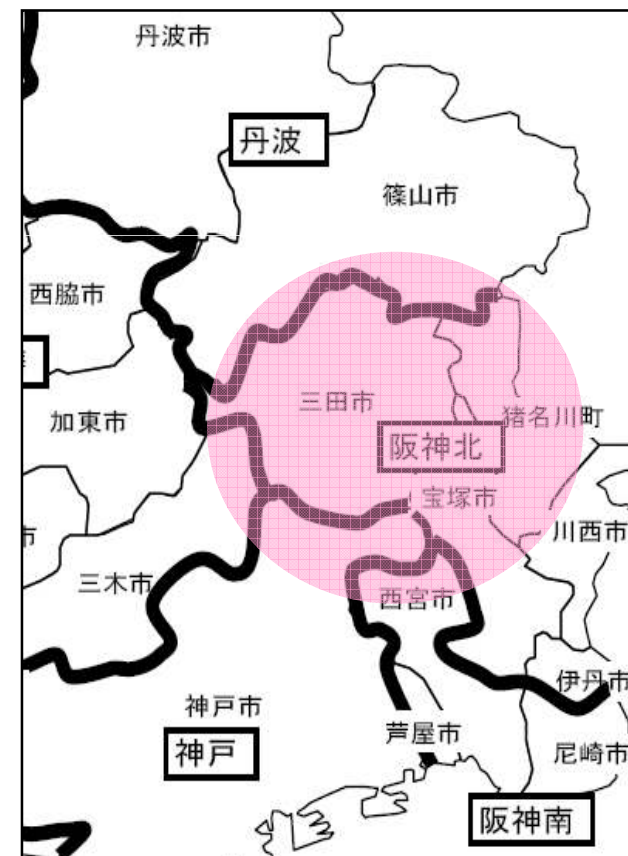 丹波市
丹波
篠山市
西脇市
三田市
加東市
猪名川町
阪神北
宝塚市
川西市
市
三木市
西宮市
伊丹市
神戸市
芦屋市
神戸
尼崎市
阪神南